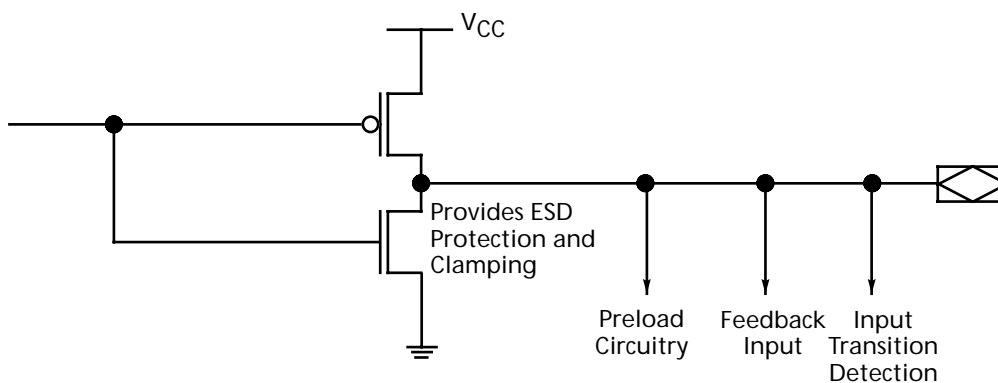 VCC
Provides ESD
Protection and
Clamping
Preload
Circuitry
Feedback
Input
Input
Transition
Detection